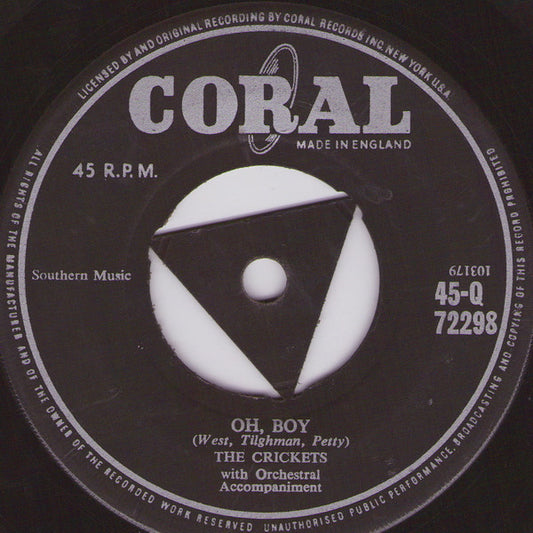 LICENSED BY AND ORIGINAL RECORDING BY CORAL RECORDS INC. NEW YORK U.S.A.
CORAL
MADE IN ENGLAND
45 R.P.M.
Southern Music
103179
45-Q
72298
OH, BOY
(West, Tilghman, Petty)
THE CRICKETS
with Orchestral
Accompaniment
ALL RIGHTS OF THE MANUFACTURER AND OF THE OWNER OF THE RECORDED WORK RESERVED. UNAUTHORISED PUBLIC PERFORMANCE, BROADCASTING AND COPYING OF THIS RECORD PROHIBITED